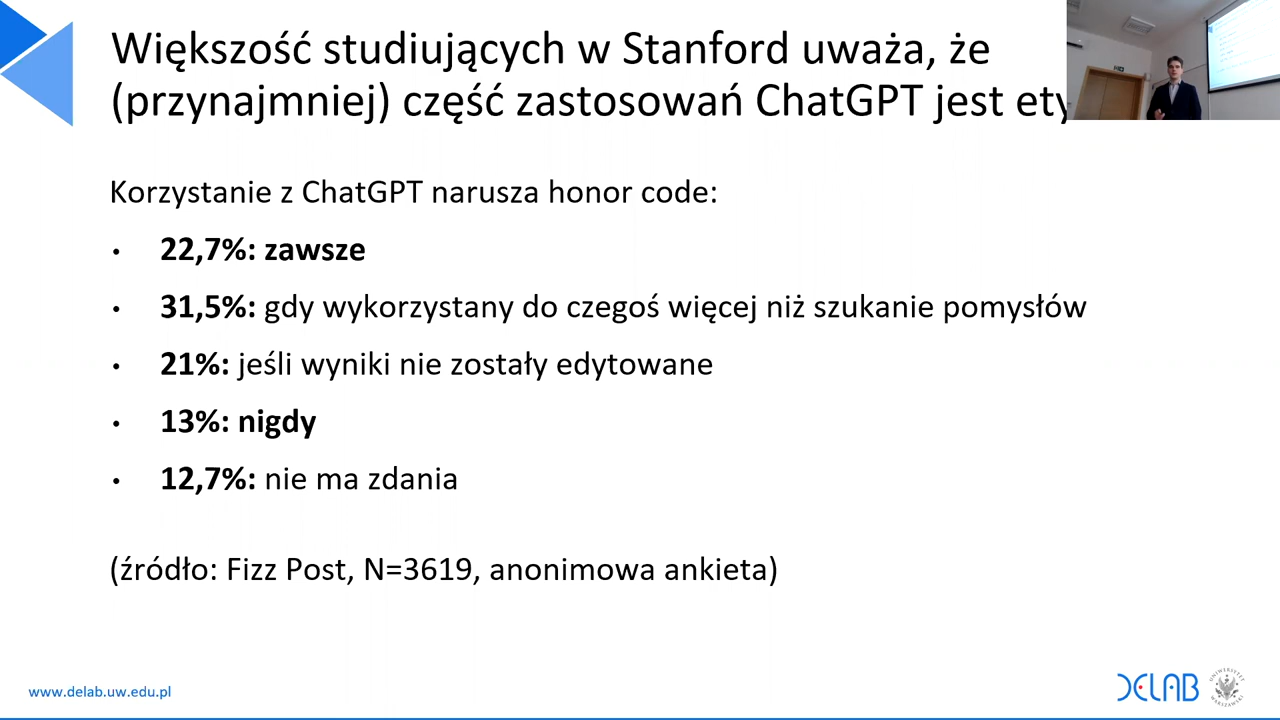 Większość studiujących w Stanford uważa, że
(przynajmniej) część zastosowań ChatGPT jest ety
Korzystanie z ChatGPT narusza honor code:
• 22,7%: zawsze
• 31,5%: gdy wykorzystany do czegoś więcej niż szukanie pomysłów
• 21%: jeśli wyniki nie zostały edytowane
• 13%: nigdy
• 12,7%: nie ma zdania
(źródło: Fizz Post, N=3619, anonimowa ankieta)
www.delab.uw.edu.pl
DELAB
UNIWERSYTET WARSZAWSKI